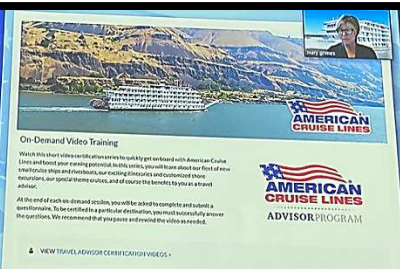 mary grimes
AMERICAN
CRUISE LINES
On-Demand Video Training
Watch this short video certification series to quickly get on board with American Cruise
Lines and boost your earning potential. In this series, you will learn about our fleet of new
small cruise ships and riverboats, our exciting itineraries and customized shore
excursions, our special theme cruises, and of course the benefits to you as a travel
advisor.
At the end of each on-demand session, you will be asked to complete and submit a
questionnaire. To be certified in a particular destination, you must successfully answer
the questions. We recommend that you pause and rewind the video as needed.
AMERICAN
CRUISE LINES
ADVISOR PROGRAM
VIEW TRAVEL ADVISOR CERTIFICATION VIDEOS